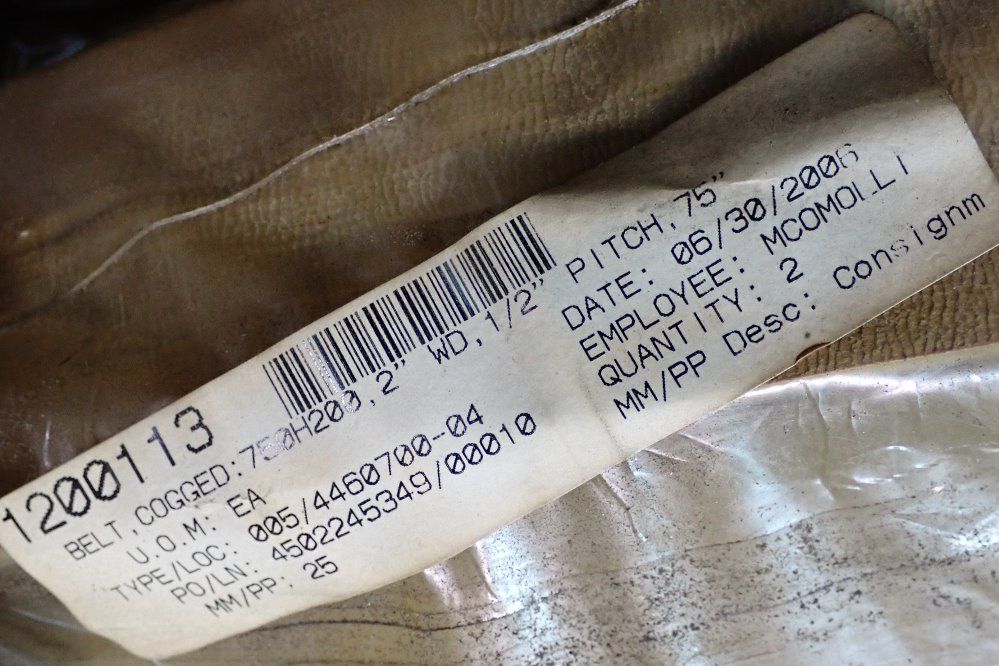 1200113
BELT,COGGED:750H200,2" WD,1/2" PITCH,75"
U.O.M: EA
DATE: 06/30/2006
TYPE/LOC: 005/4460700-04
EMPLOYEE: MCOMOLLI
PO/LN: 4502245349/00010
QUANTITY: 2
MM/PP: 25
MM/PP Desc: Consignm